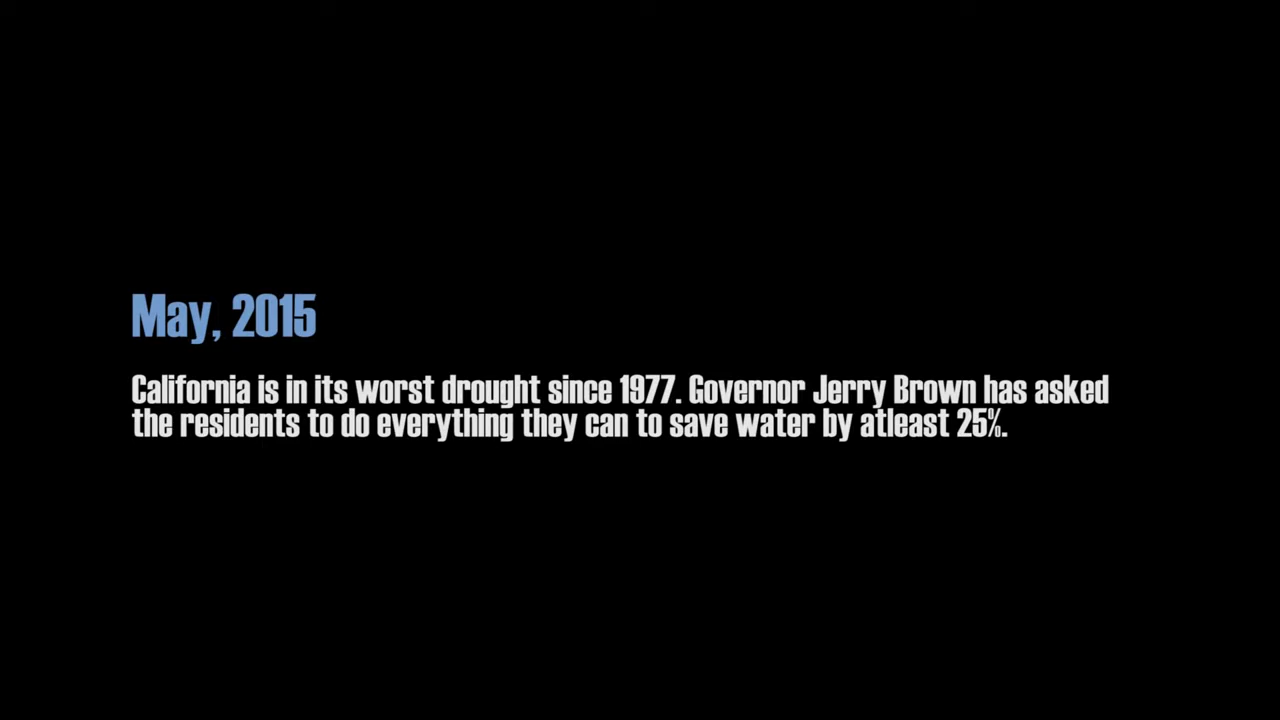 May, 2015
California is in its worst drought since 1977. Governor Jerry Brown has asked
the residents to do everything they can to save water by atleast 25%.